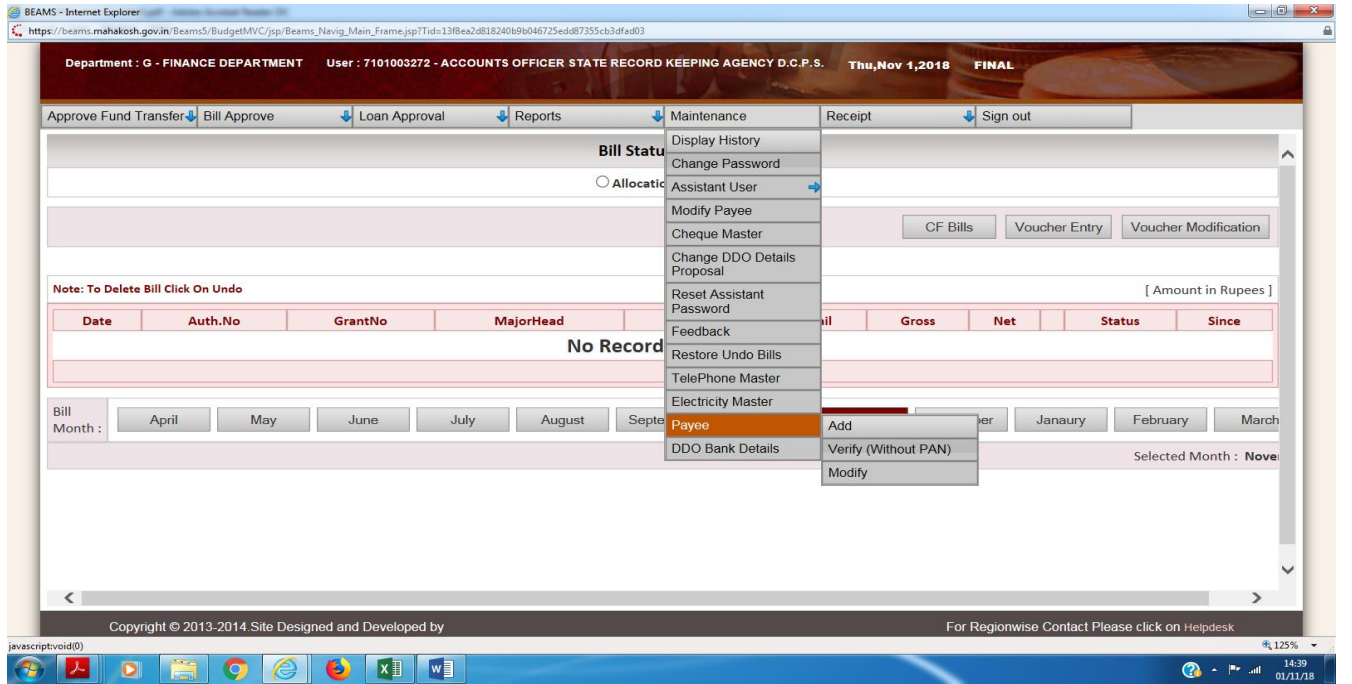 BEAMS - Internet Explorer
https://beams.mahakosh.gov.in/Beams5/BudgetMVC/jsp/Beams_Navig_Main_Frame.jsp?Tid=13f8ea2d818240b9b046725edd87355cb3dfad03
Department : G - FINANCE DEPARTMENT User : 7101003272 - ACCOUNTS OFFICER STATE RECORD KEEPING AGENCY D.C.P.S. Thu,Nov 1,2018 FINAL
Approve Fund Transfer Bill Approve Loan Approval Reports Maintenance Receipt Sign out
Display History
Bill Statu
Change Password
Allocatio
Assistant User
Modify Payee
CF Bills Voucher Entry Voucher Modification
Cheque Master
Change DDO Details
Proposal
Note: To Delete Bill Click On Undo [ Amount in Rupees ]
Reset Assistant
Password
Date Auth.No GrantNo MajorHead il Gross Net Status Since
Feedback
No Record
Restore Undo Bills
TelePhone Master
Electricity Master
Bill
Month : April May June July August Septe ber Janaury February March
Payee Add
DDO Bank Details Verify (Without PAN)
Selected Month : Nove
Modify
Copyright © 2013-2014.Site Designed and Developed by For Regionwise Contact Please click on Helpdesk
javascript:void(0) 125%
14:39
01/11/18